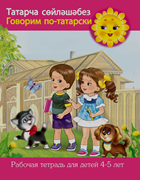 Татарча сөйләшәбез
Говорим по-татарски
Рабочая тетрадь для детей 4-5 лет